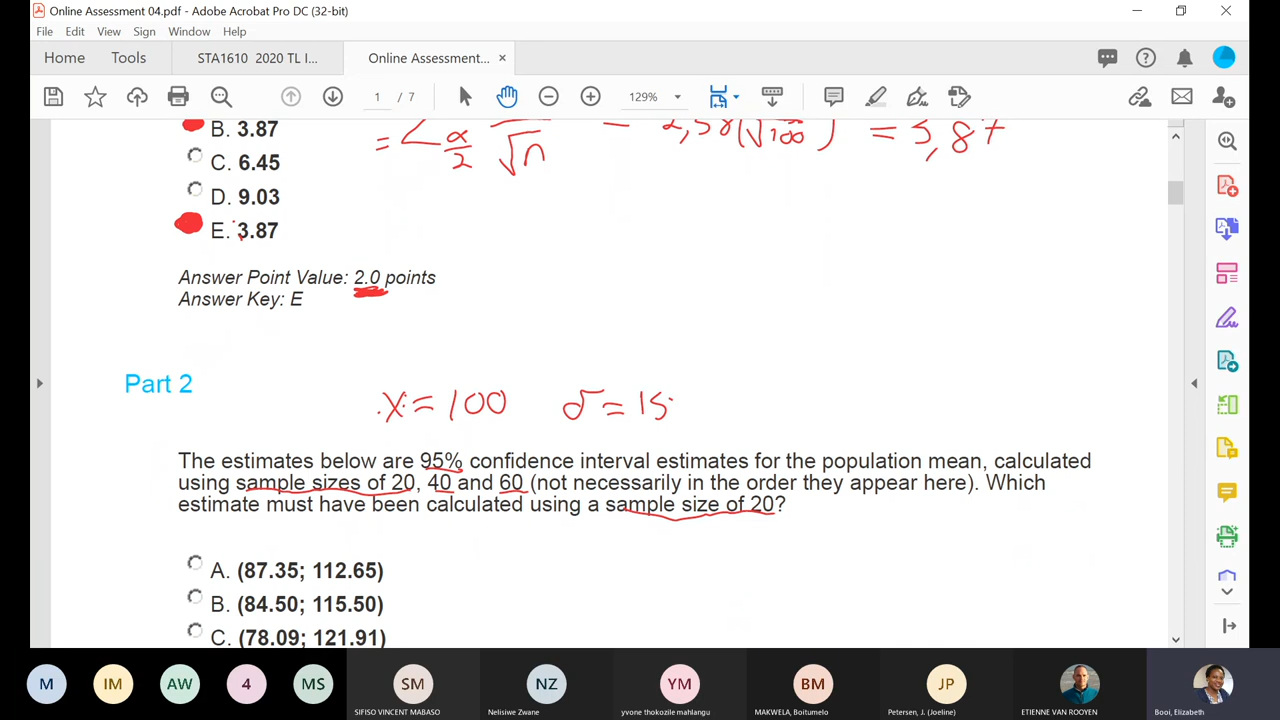 Online Assessment 04.pdf - Adobe Acrobat Pro DC (32-bit)
File Edit View Sign Window Help
Home Tools STA1610 2020 TL I... Online Assessment... ×
1 / 7 129%
B. 3.87
= Z α/2 √n = 2,58(√100) = 3,87
C. 6.45
D. 9.03
E. 3.87
Answer Point Value: 2.0 points
Answer Key: E
Part 2
X = 100 σ = 15
The estimates below are 95% confidence interval estimates for the population mean, calculated
using sample sizes of 20, 40 and 60 (not necessarily in the order they appear here). Which
estimate must have been calculated using a sample size of 20?
A. (87.35; 112.65)
B. (84.50; 115.50)
C. (78.09; 121.91)
M IM AW 4 MS SM NZ YM BM JP
SIFISO VINCENT MABASO Nelisiwe Zwane yvone thokozile mahlangu MAKWELA, Boitumelo Petersen, J. (Joeline) ETIENNE VAN ROOYEN Booi, Elizabeth